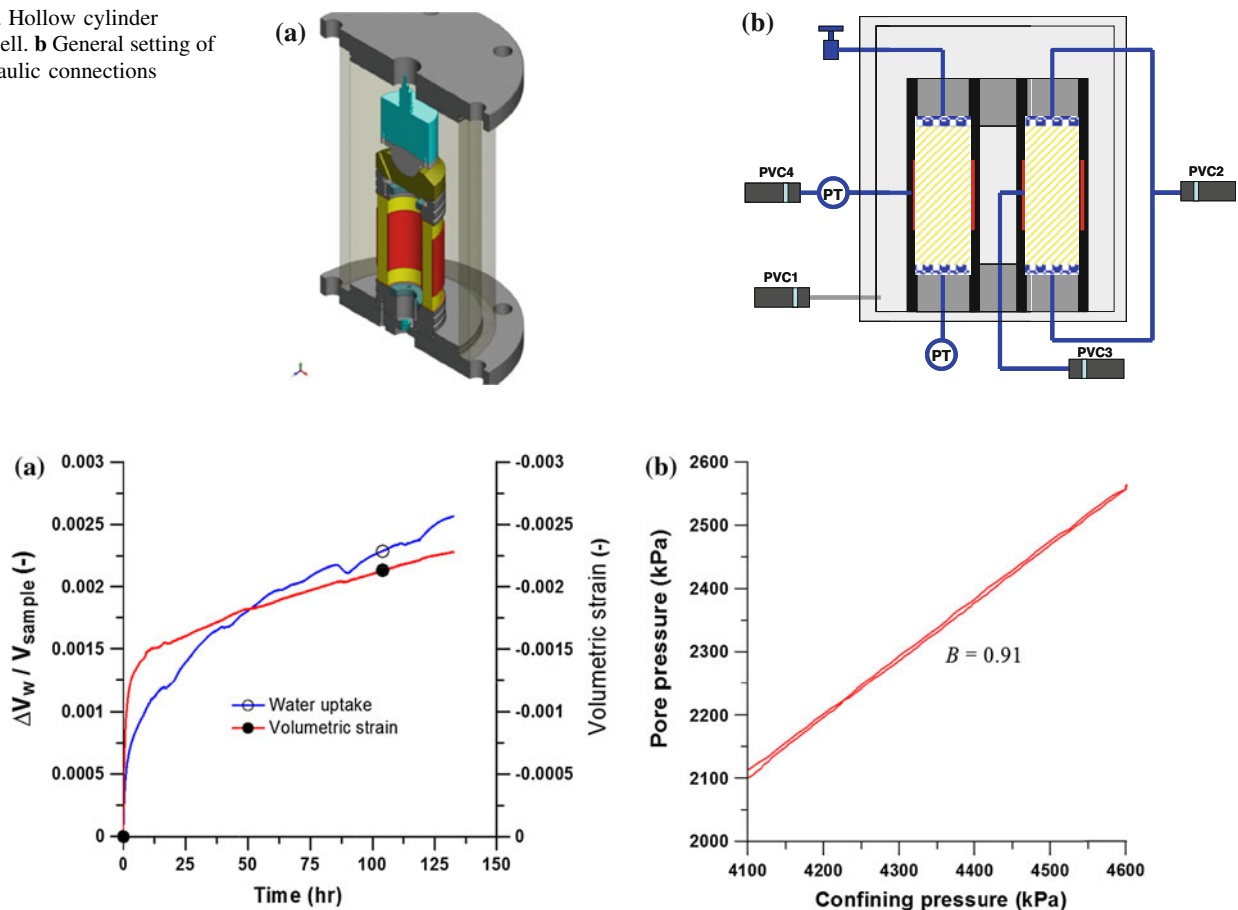 Hollow cylinder
ell. b General setting of
aulic connections
(a)
(b)
PVC4
PT
PVC2
PVC1
PT
PVC3
(a)
0.003
0.0025
0.002
0.0015
0.001
0.0005
0
ΔVw / Vsample (-)
-0.003
-0.0025
-0.002
-0.0015
-0.001
-0.0005
0
Volumetric strain (-)
Water uptake
Volumetric strain
0 25 50 75 100 125 150
Time (hr)
(b)
2600
2500
2400
2300
2200
2100
2000
Pore pressure (kPa)
B = 0.91
4100 4200 4300 4400 4500 4600
Confining pressure (kPa)